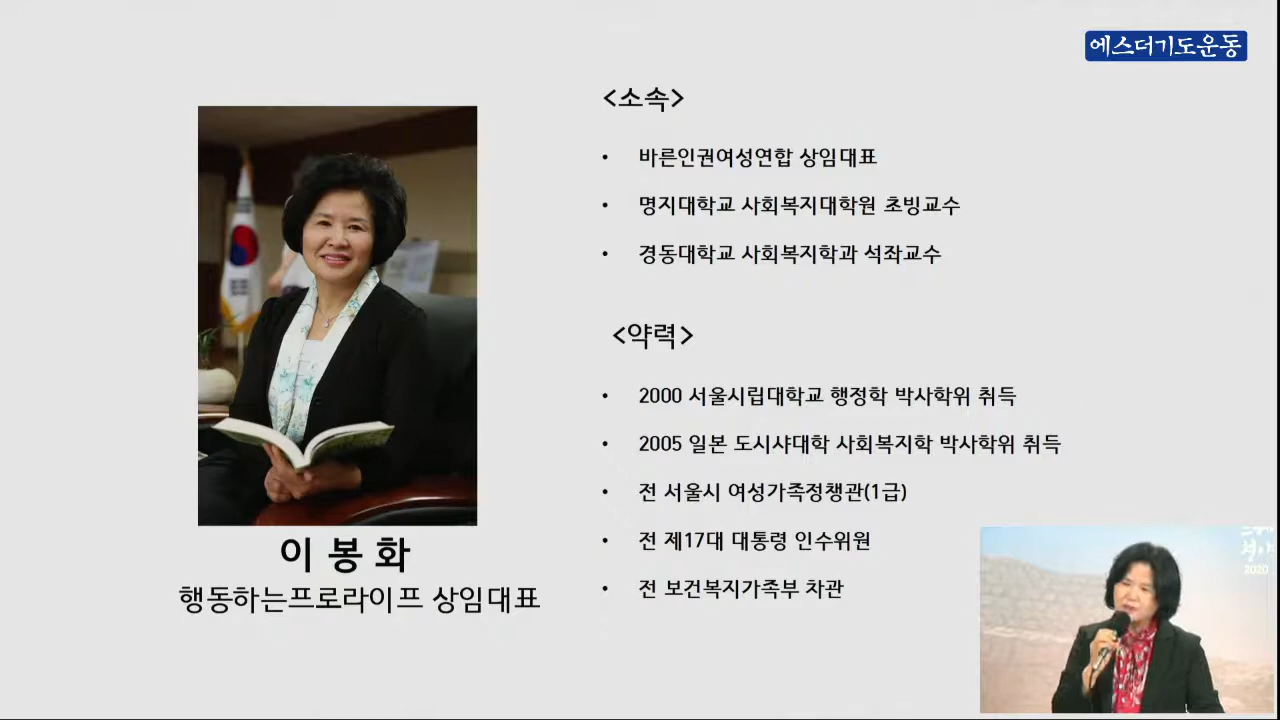 에스더기도운동
<소속>
• 바른인권여성연합 상임대표
• 명지대학교 사회복지대학원 초빙교수
• 경동대학교 사회복지학과 석좌교수
<약력>
• 2000 서울시립대학교 행정학 박사학위 취득
• 2005 일본 도시샤대학 사회복지학 박사학위 취득
• 전 서울시 여성가족정챙관(1급)
• 전 제17대 대통령 인수위원
• 전 보건복지가족부 차관
이 봉 화
행동하는프로라이프 상임대표
2020